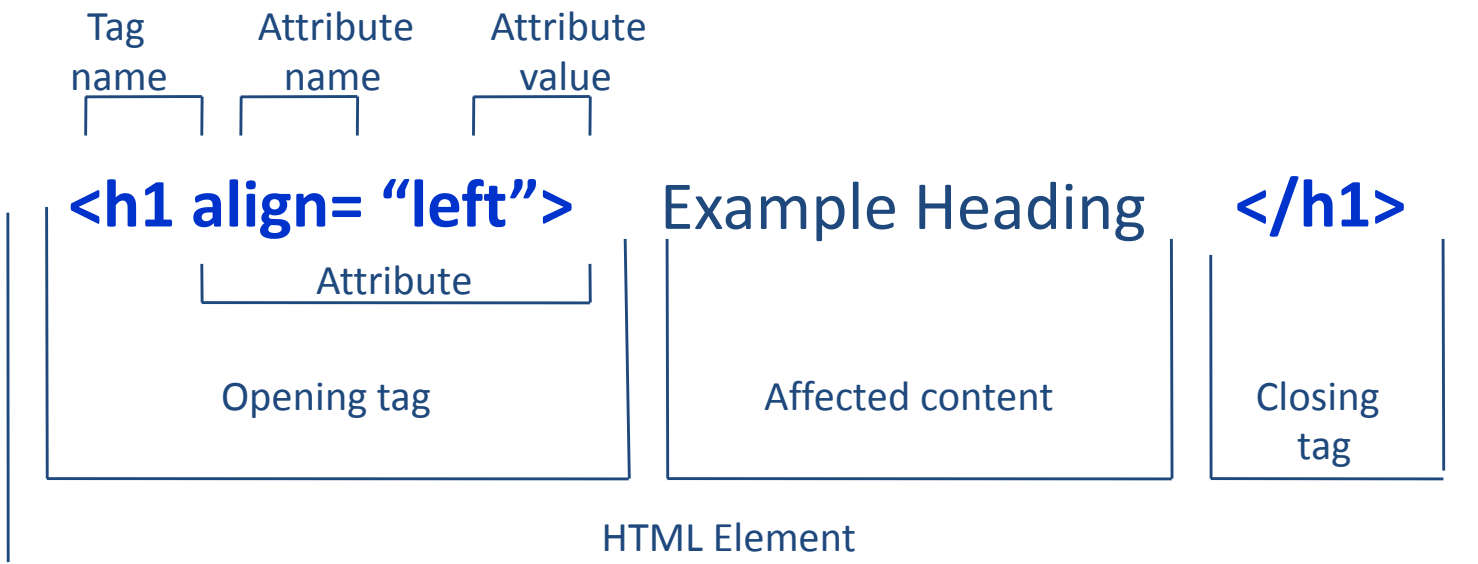 Tag Attribute Attribute
name name value
<h1 align= “left”> Example Heading </h1>
Attribute
Opening tag Affected content Closing
tag
HTML Element